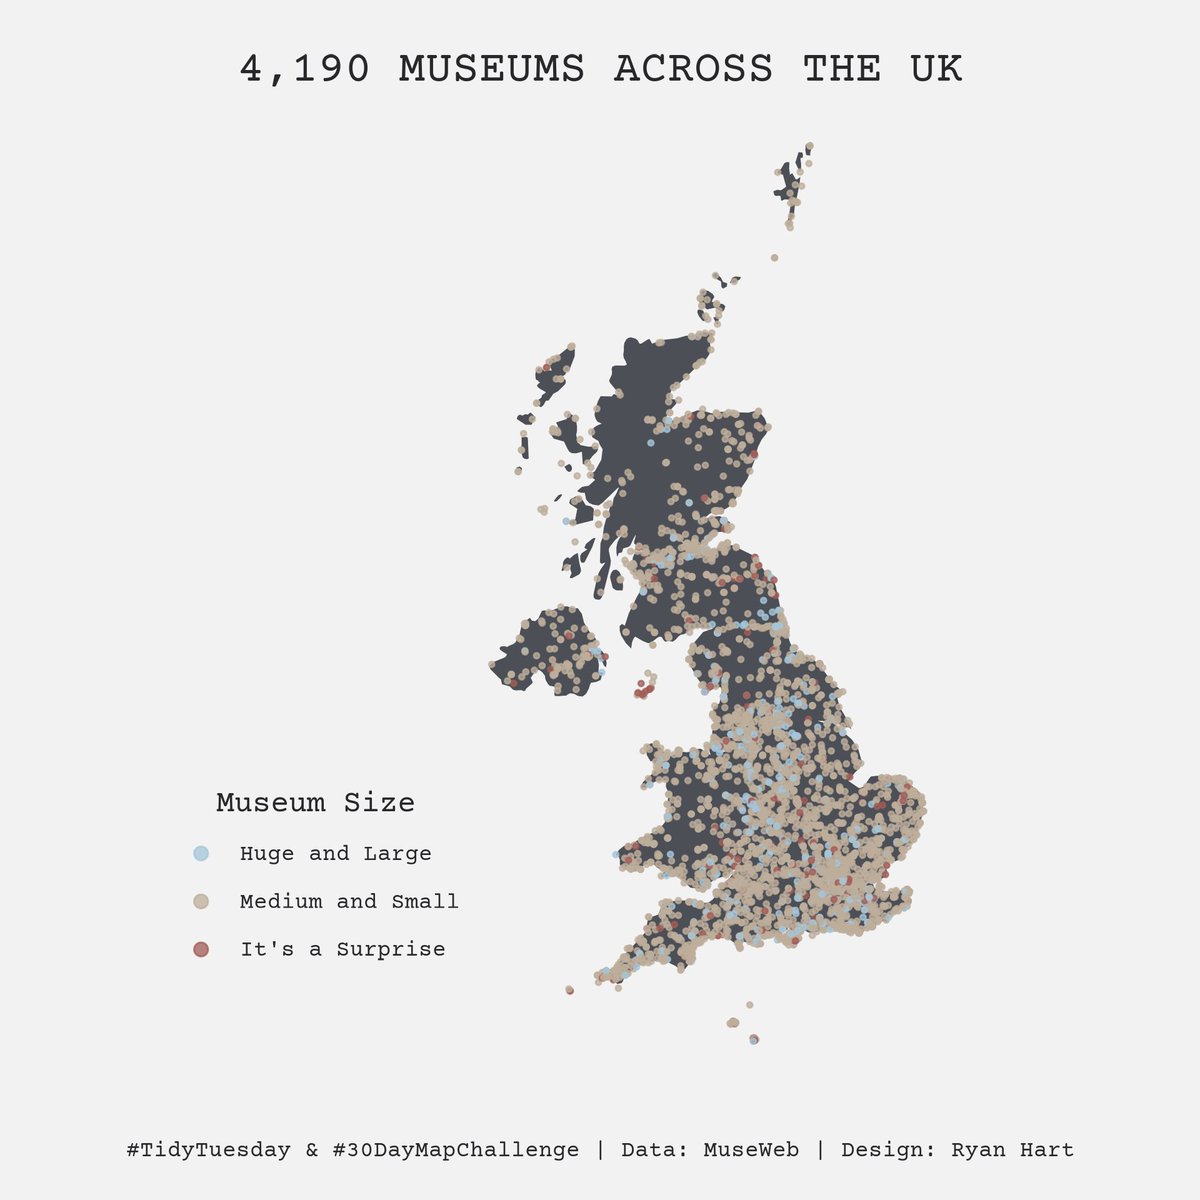 4,190 MUSEUMS ACROSS THE UK
Museum Size
Huge and Large
Medium and Small
It's a Surprise
#TidyTuesday & #30DayMapChallenge | Data: MuseWeb | Design: Ryan Hart